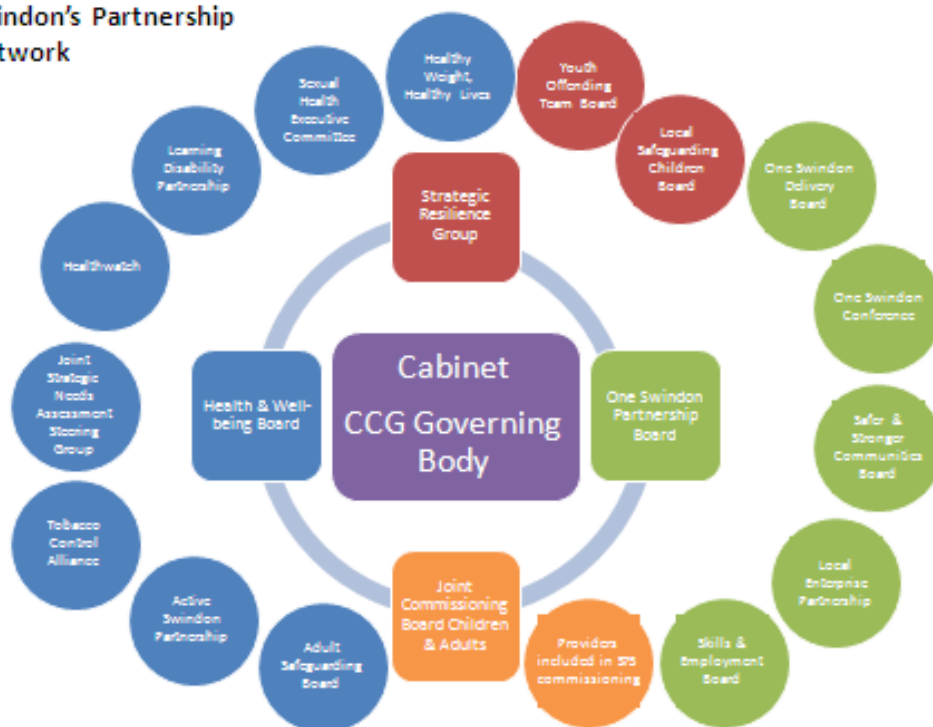 indon's Partnership
twork
Healthy
Weight,
Healthy Lives
Youth
Offending
Team Board
Sexual
Health
Executive
Committee
Local
Safeguarding
Children
Board
Learning
Disability
Partnership
One Swindon
Delivery
Board
Strategic
Resilience
Group
Healthwatch
One Swindon
Conference
Joint
Strategic
Needs
Assessment
Steering
Group
Health & Well-
being Board
Cabinet
CCG Governing
Body
One Swindon
Partnership
Board
Safer &
Stronger
Communities
Board
Tobacco
Control
Alliance
Local
Enterprise
Partnership
Active
Swindon
Partnership
Joint
Commissioning
Board Children
& Adults
Adult
Safeguarding
Board
Providers
included in S75
commissioning
Skills &
Employment
Board